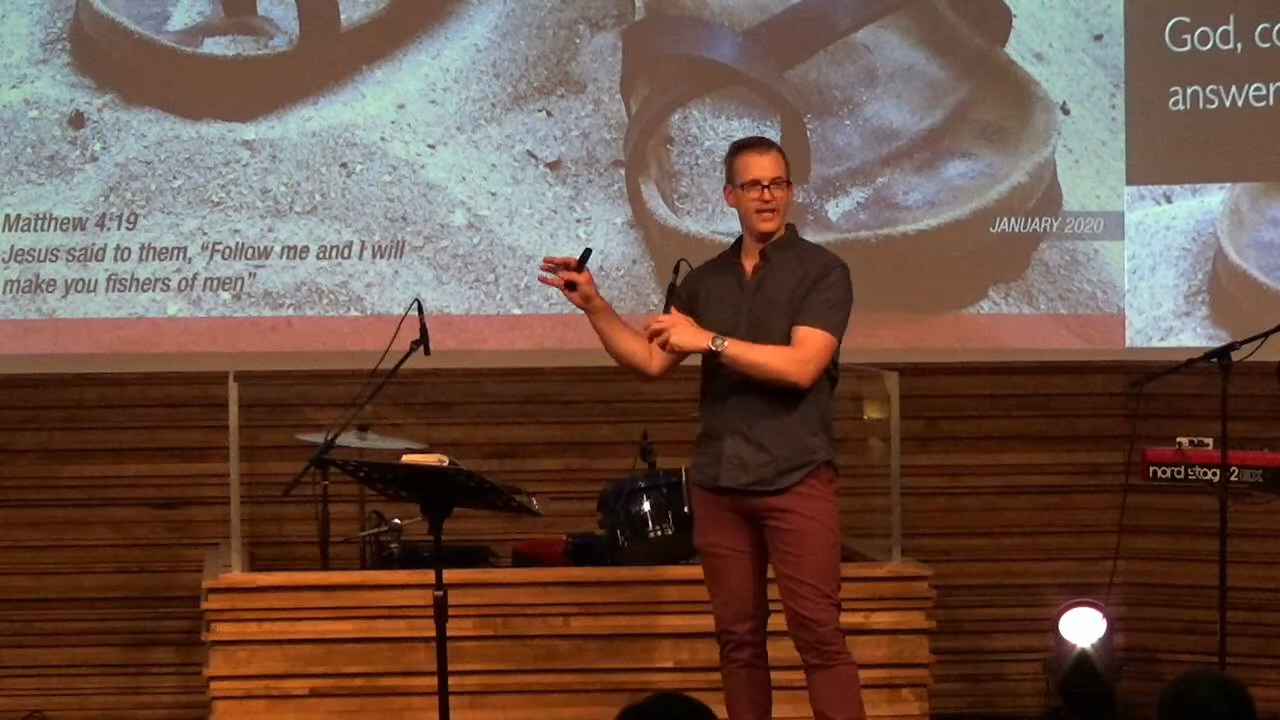 God, co
answer
Matthew 4:19
Jesus said to them, “Follow me and I will
make you fishers of men”
JANUARY 2020
nord stage 2 EX